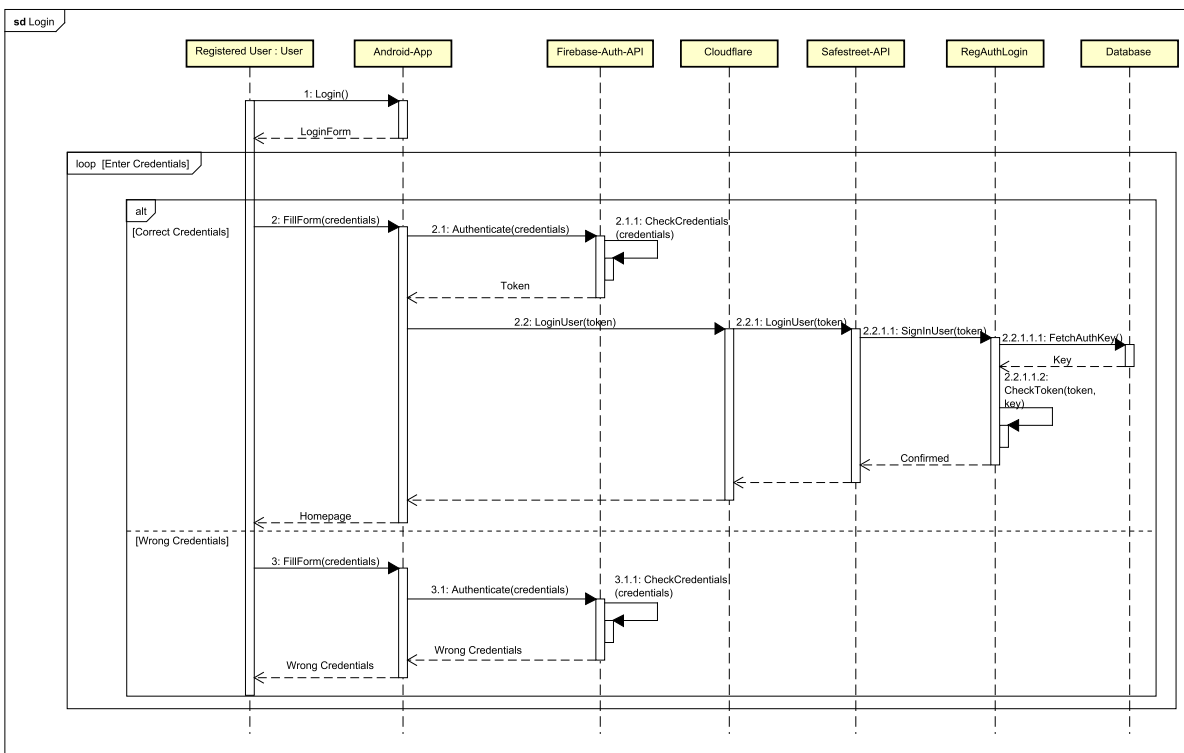 sd Login
Registered User : User
Android-App
Firebase-Auth-API
Cloudflare
Safestreet-API
RegAuthLogin
Database
1: Login()
LoginForm
loop [Enter Credentials]
alt
[Correct Credentials]
2: FillForm(credentials)
2.1: Authenticate(credentials)
2.1.1: CheckCredentials
(credentials)
Token
2.2: LoginUser(token)
2.2.1: LoginUser(token)
2.2.1.1: SignInUser(token)
2.2.1.1.1: FetchAuthKey()
Key
2.2.1.1.2:
CheckToken(token,
key)
Confirmed
Homepage
[Wrong Credentials]
3: FillForm(credentials)
3.1: Authenticate(credentials)
3.1.1: CheckCredentials
(credentials)
Wrong Credentials
Wrong Credentials